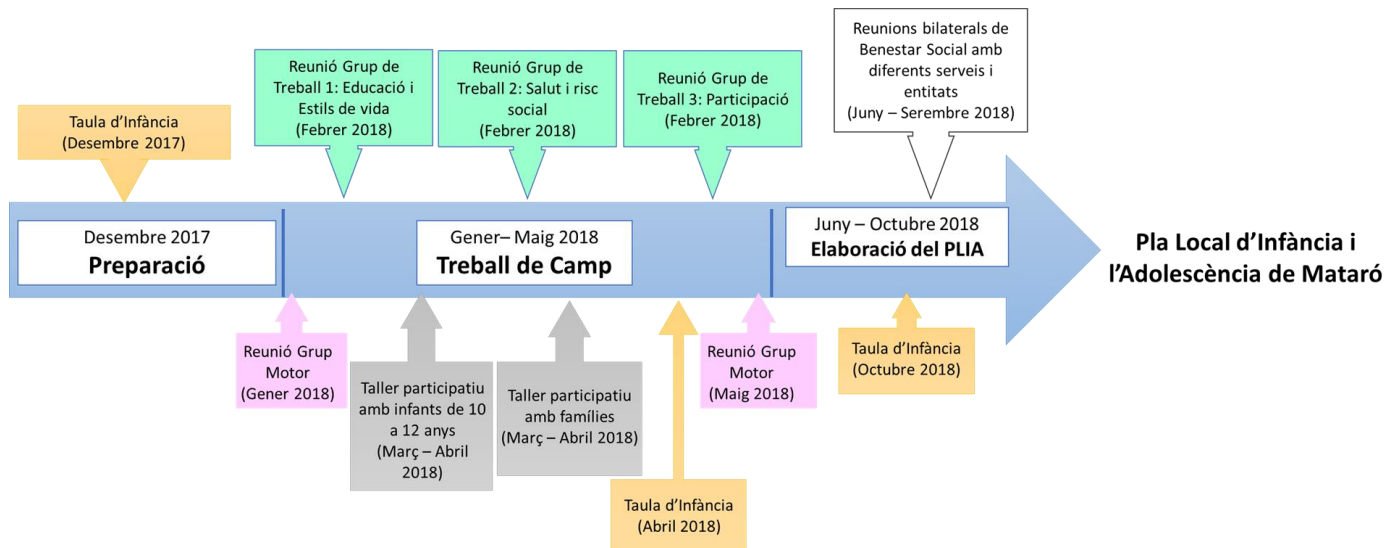 Taula d’Infància
(Desembre 2017)
Reunió Grup de
Treball 1: Educació i
Estils de vida
(Febrer 2018)
Reunió Grup de
Treball 2: Salut i risc
social
(Febrer 2018)
Reunió Grup de
Treball 3: Participació
(Febrer 2018)
Reunions bilaterals de
Benestar Social amb
diferents serveis i
entitats
(Juny – Serembre 2018)
Desembre 2017
Preparació
Gener– Maig 2018
Treball de Camp
Juny – Octubre 2018
Elaboració del PLIA
Pla Local d’Infància i
l’Adolescència de Mataró
Reunió Grup
Motor
(Gener 2018)
Taller participatiu
amb infants de 10
a 12 anys
(Març – Abril
2018)
Taller participatiu
amb famílies
(Març – Abril 2018)
Taula d’Infància
(Abril 2018)
Reunió Grup
Motor
(Maig 2018)
Taula d’Infància
(Octubre 2018)